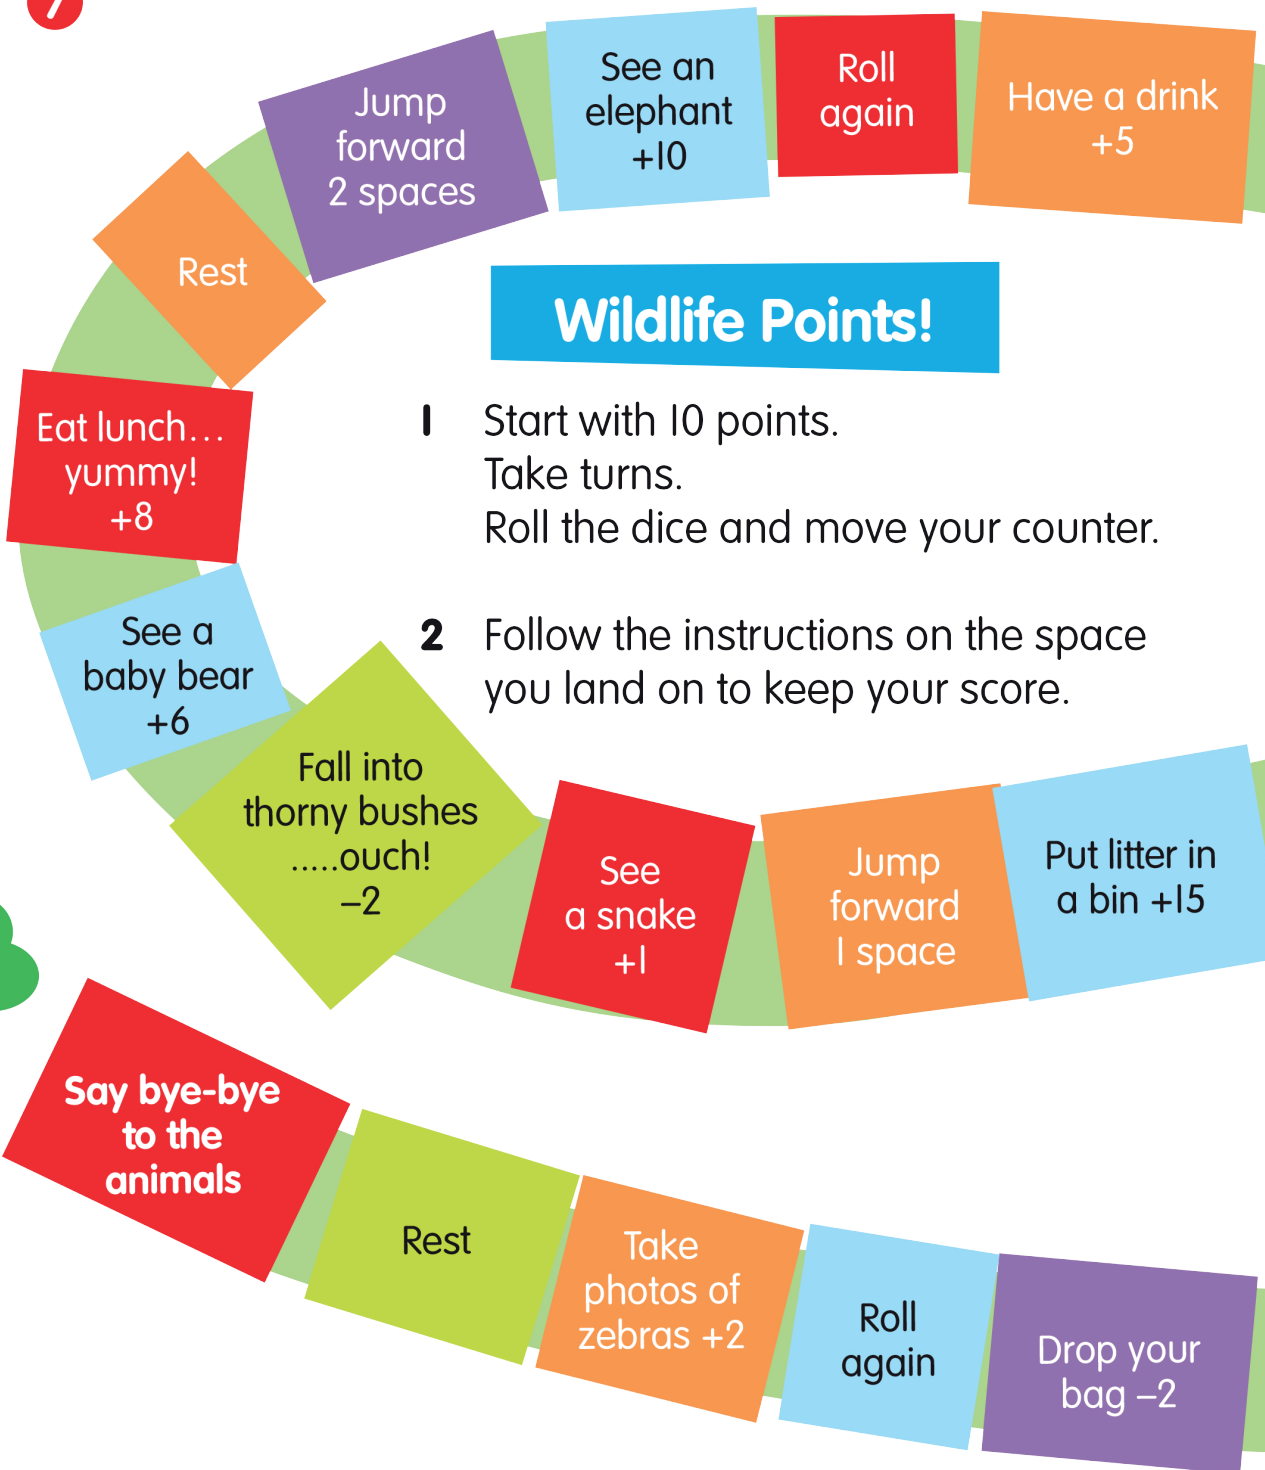 Have a drink
+5
Roll
again
See an
elephant
+10
Jump
forward
2 spaces
Rest
Eat lunch...
yummy!
+8
See a
baby bear
+6
Fall into
thorny bushes
.....ouch!
–2
See
a snake
+1
Jump
forward
1 space
Put litter in
a bin +15
Wildlife Points!
1 Start with 10 points.
Take turns.
Roll the dice and move your counter.
2 Follow the instructions on the space
you land on to keep your score.
Say bye-bye
to the
animals
Rest
Take
photos of
zebras +2
Roll
again
Drop your
bag –2